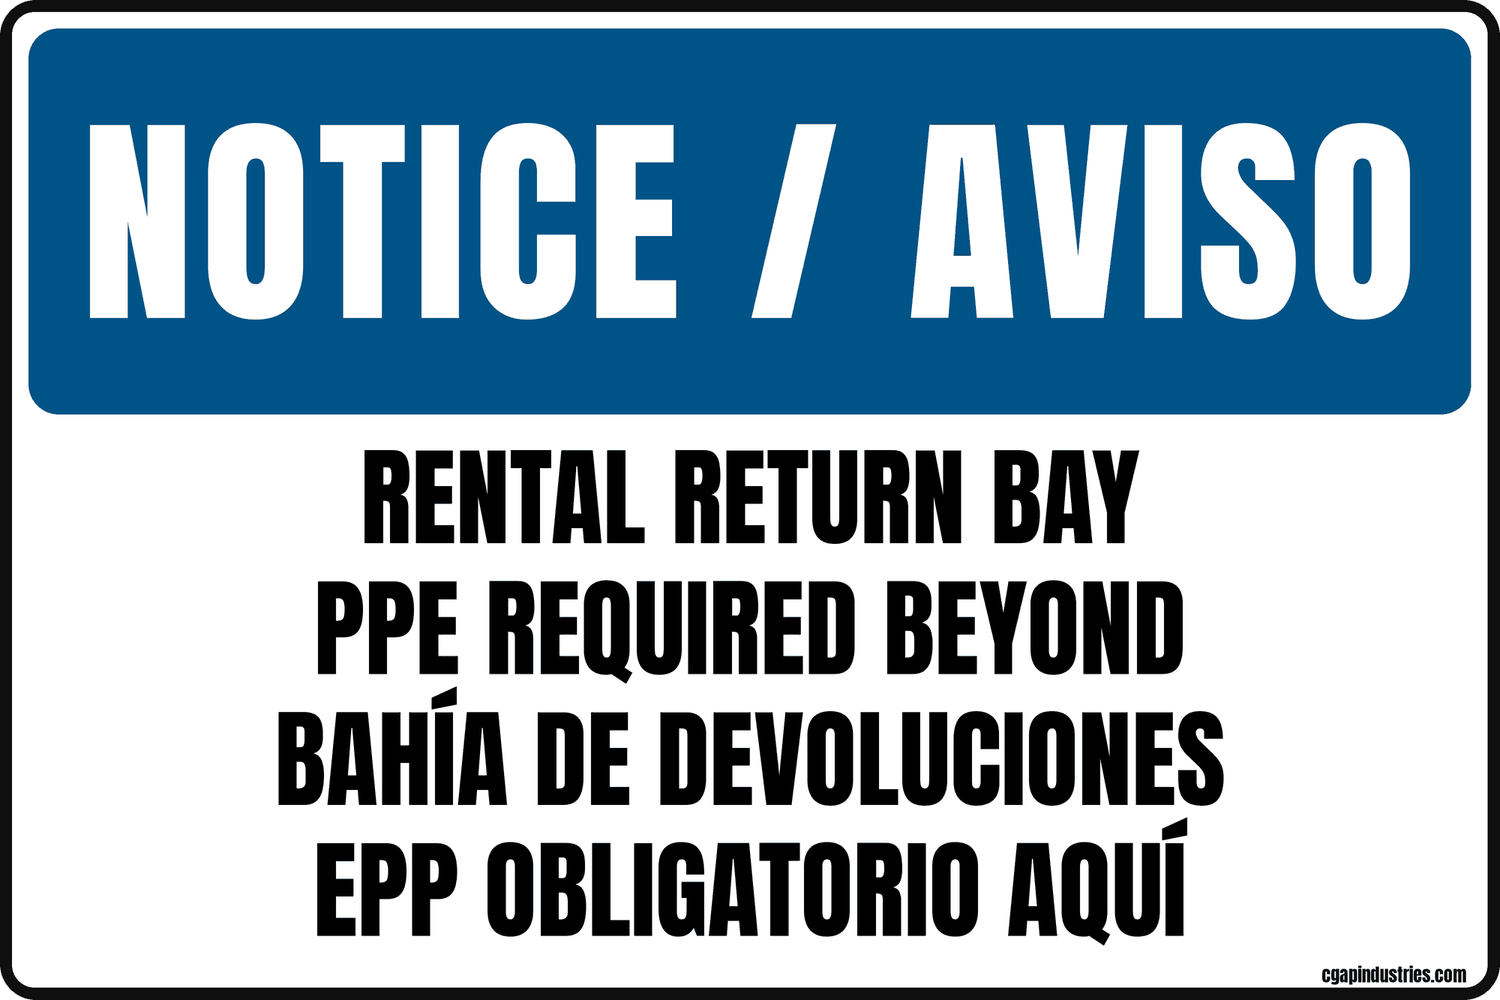 NOTICE / AVISO
RENTAL RETURN BAY
PPE REQUIRED BEYOND
BAHÍA DE DEVOLUCIONES
EPP OBLIGATORIO AQUÍ
cgapindustries.com